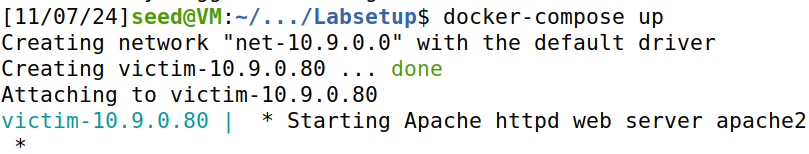 [11/07/24]seed@VM:~/.../Labsetup$ docker-compose up
Creating network "net-10.9.0.0" with the default driver
Creating victim-10.9.0.80 ... done
Attaching to victim-10.9.0.80
victim-10.9.0.80 |  * Starting Apache httpd web server apache2
 *